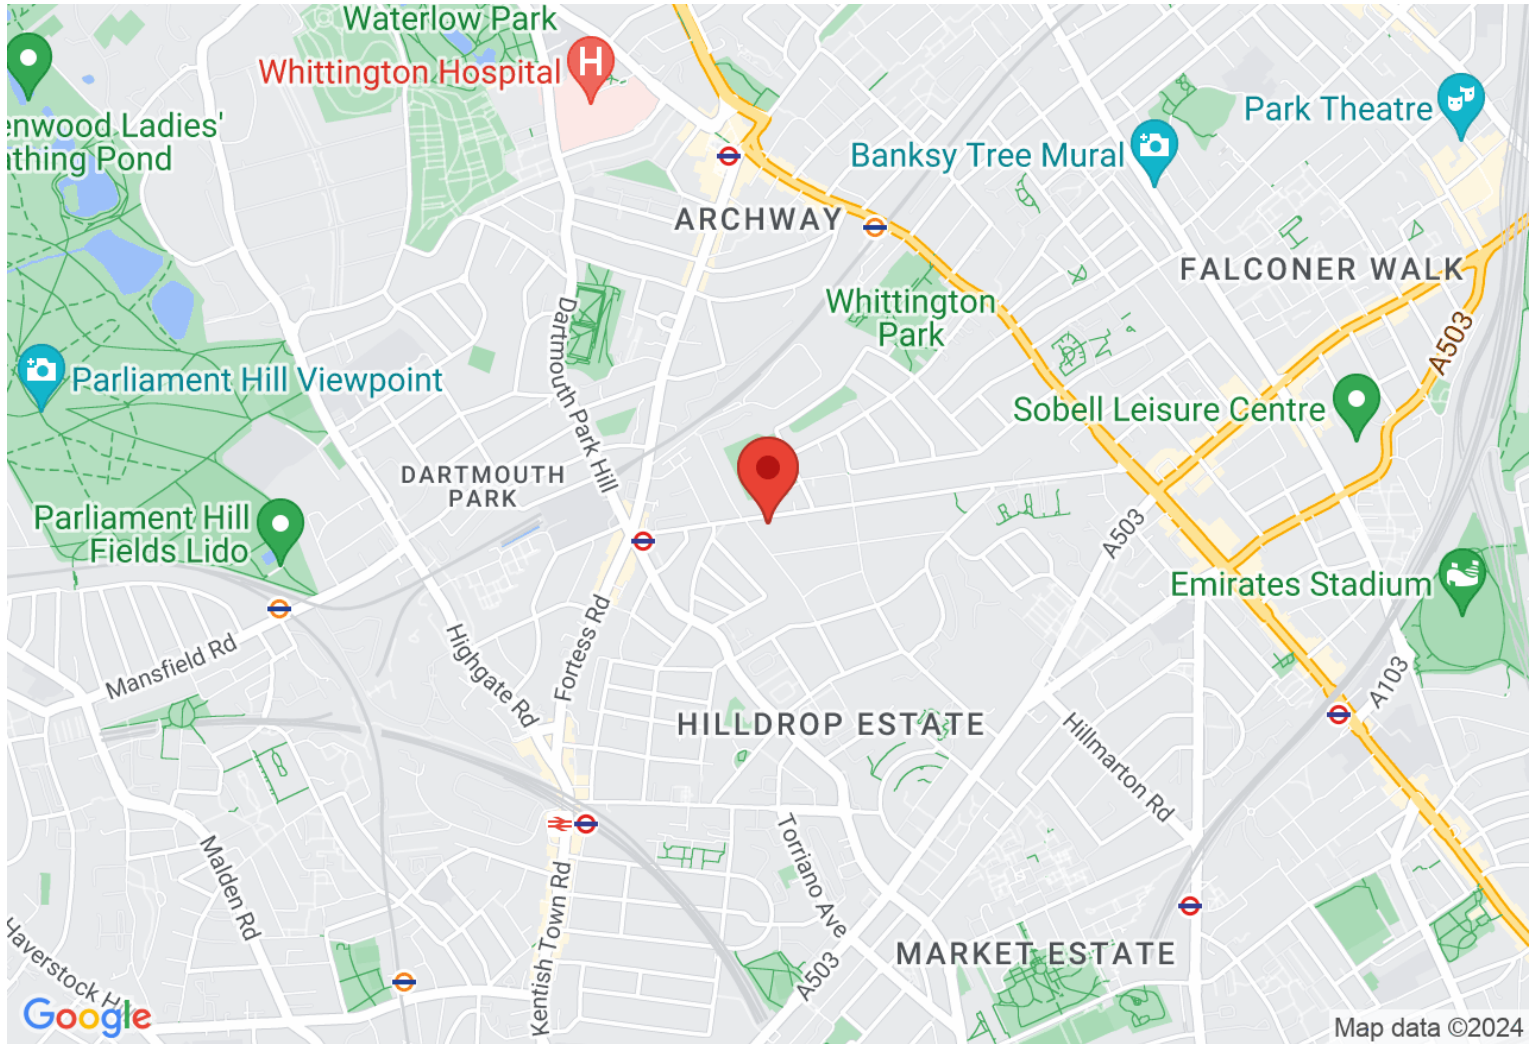 Waterlow Park
Whittington Hospital
H
enwood Ladies'
athing Pond
Park Theatre
Banksy Tree Mural
ARCHWAY
FALCONER WALK
Whittington
Park
Dartmouth Park Hill
A503
Parliament Hill Viewpoint
Sobell Leisure Centre
DARTMOUTH
PARK
Parliament Hill
Fields Lido
A503
Emirates Stadium
Mansfield Rd
Highgate Rd
Fortess Rd
A103
HILLDROP ESTATE
Hillmarton Rd
Malden Rd
Torriano Ave
Kentish Town Rd
Haverstock H
MARKET ESTATE
A503
Google
Map data ©2024